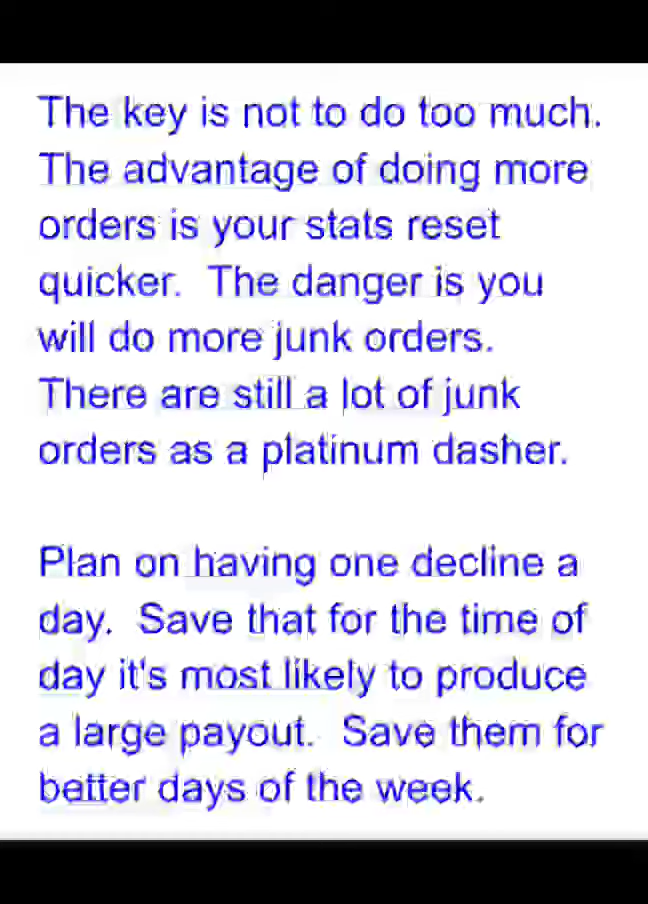 The key is not to do too much.
The advantage of doing more
orders is your stats reset
quicker.  The danger is you
will do more junk orders.
There are still a lot of junk
orders as a platinum dasher.

Plan on having one decline a
day.  Save that for the time of
day it's most likely to produce
a large payout.  Save them for
better days of the week.